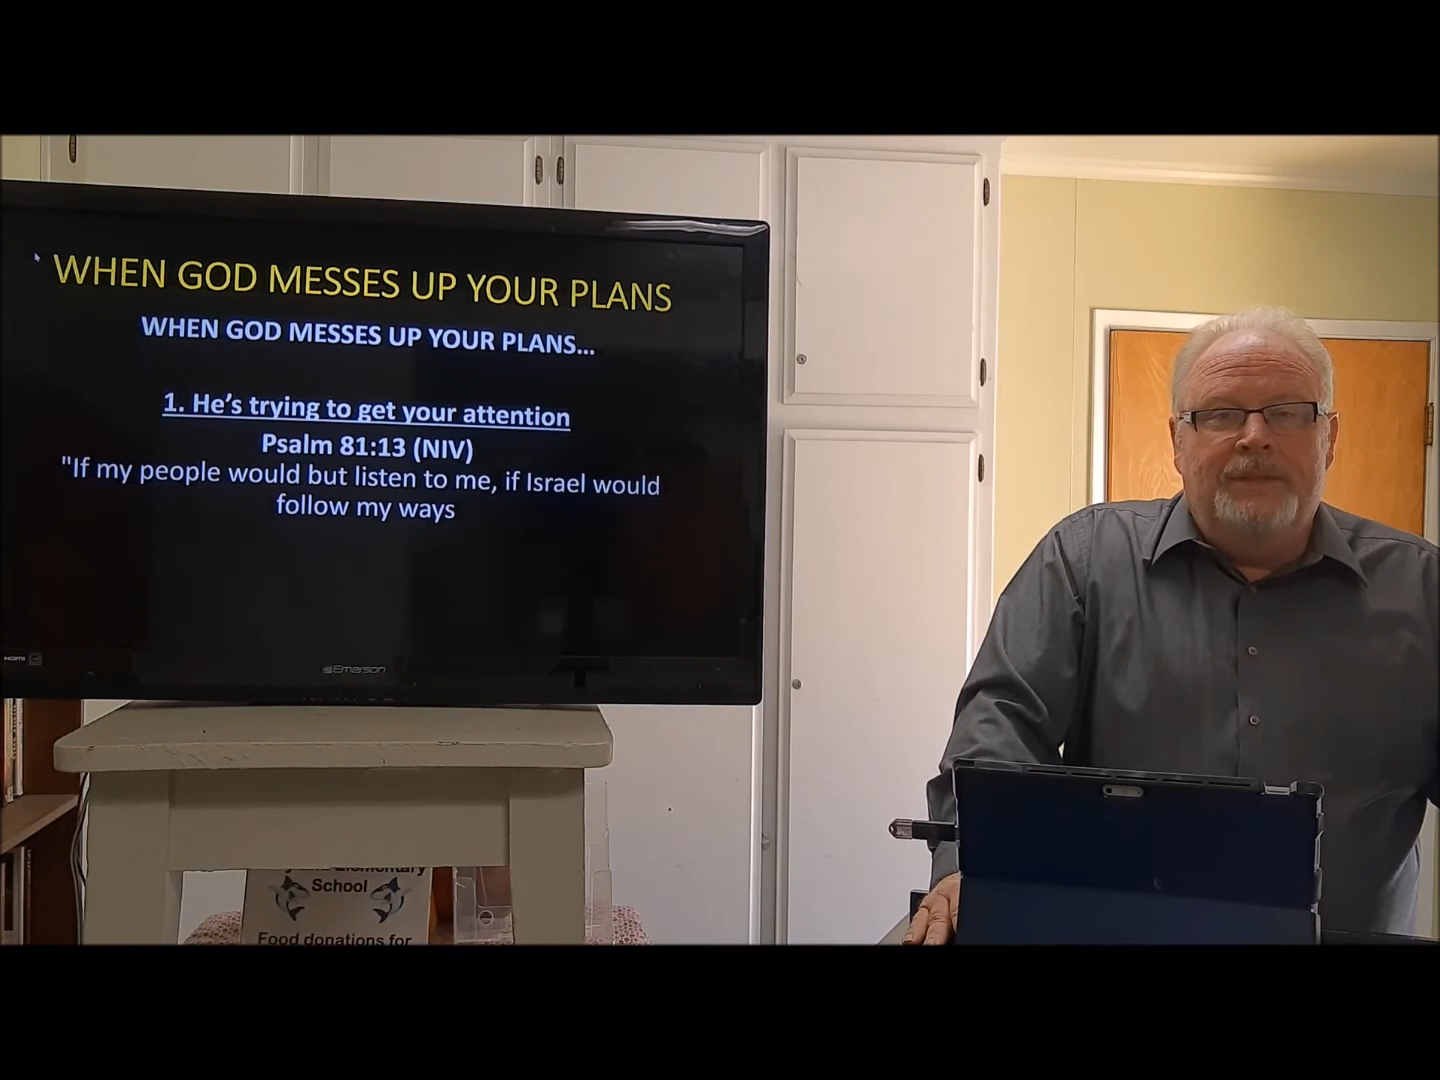 WHEN GOD MESSES UP YOUR PLANS
WHEN GOD MESSES UP YOUR PLANS...
1. He's trying to get your attention
Psalm 81:13 (NIV)
"If my people would but listen to me, if Israel would
follow my ways
HDMI
Emerson
Elementary
School
Food donations for